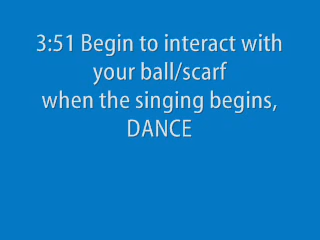 3:51 Begin to interact with
your ball/scarf
when the singing begins,
DANCE